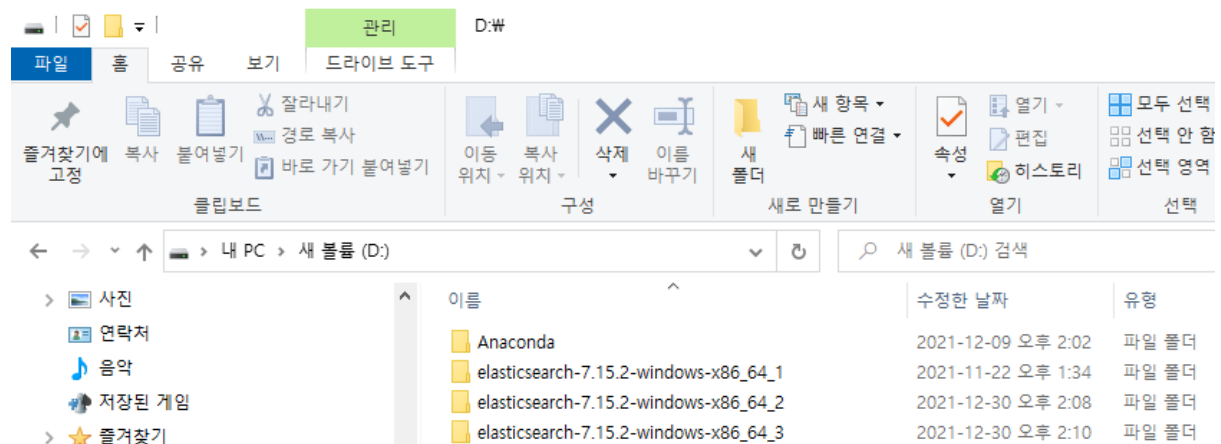 관리 D:₩
파일 홈 공유 보기 드라이브 도구
즐겨찾기에 고정
복사
붙여넣기
잘라내기
경로 복사
바로 가기 붙여넣기
이동 위치
복사 위치
삭제
이름 바꾸기
새 폴더
새 항목
빠른 연결
속성
열기
편집
히스토리
모두 선택
선택 안 함
선택 영역
클립보드 구성 새로 만들기 열기 선택
내 PC 새 볼륨 (D:) 새 볼륨 (D:) 검색
사진
연락처
음악
저장된 게임
즐겨찾기
이름 수정한 날짜 유형
Anaconda 2021-12-09 오후 2:02 파일 폴더
elasticsearch-7.15.2-windows-x86_64_1 2021-11-22 오후 1:34 파일 폴더
elasticsearch-7.15.2-windows-x86_64_2 2021-12-30 오후 2:08 파일 폴더
elasticsearch-7.15.2-windows-x86_64_3 2021-12-30 오후 2:10 파일 폴더